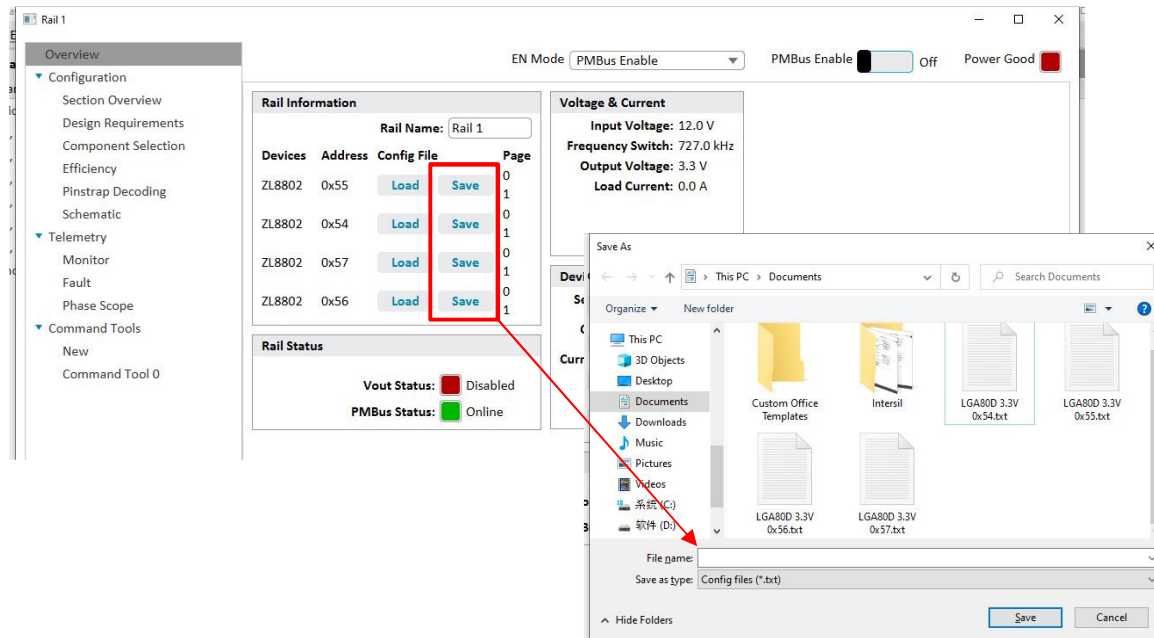 Rail 1
Overview
Configuration
Section Overview
Design Requirements
Component Selection
Efficiency
Pinstrap Decoding
Schematic
Telemetry
Monitor
Fault
Phase Scope
Command Tools
New
Command Tool 0
EN Mode PMBus Enable PMBus Enable Off Power Good
Rail Information
Rail Name: Rail 1
Devices Address Config File Page
ZL8802 0x55 Load Save 0 1
ZL8802 0x54 Load Save 0 1
ZL8802 0x57 Load Save 0 1
ZL8802 0x56 Load Save 0 1
Rail Status
Vout Status: Disabled
PMBus Status: Online
Voltage & Current
Input Voltage: 12.0 V
Frequency Switch: 727.0 kHz
Output Voltage: 3.3 V
Load Current: 0.0 A
Save As
This PC > Documents
Search Documents
Organize New folder
This PC
3D Objects
Desktop
Documents
Downloads
Music
Pictures
Videos
系统 (C:)
软件 (D:)
Custom Office
Templates
Intersil
LGA80D 3.3V
0x54.txt
LGA80D 3.3V
0x55.txt
LGA80D 3.3V
0x56.txt
LGA80D 3.3V
0x57.txt
File name:
Save as type: Config files (*.txt)
Hide Folders
Save Cancel